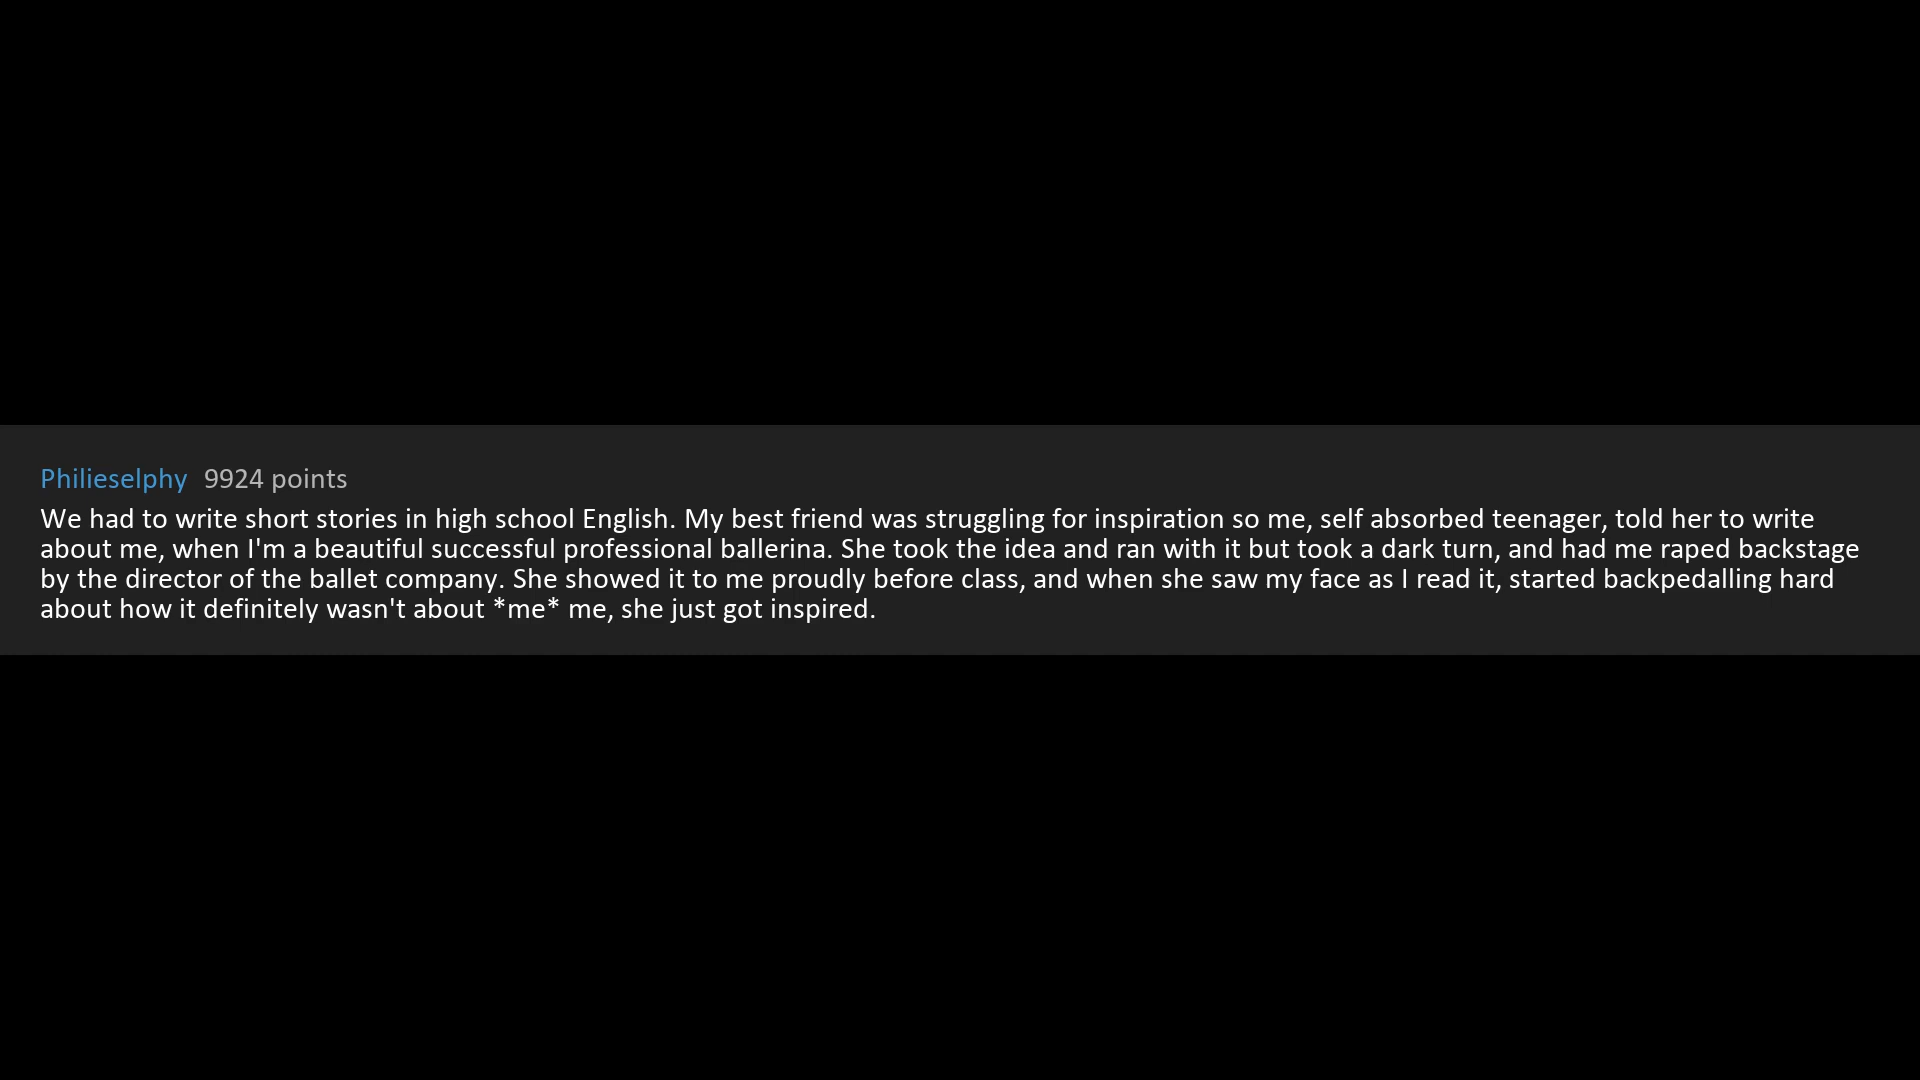 Philieselphy 9924 points
We had to write short stories in high school English. My best friend was struggling for inspiration so me, self absorbed teenager, told her to write
about me, when I'm a beautiful successful professional ballerina. She took the idea and ran with it but took a dark turn, and had me raped backstage
by the director of the ballet company. She showed it to me proudly before class, and when she saw my face as I read it, started backpedalling hard
about how it definitely wasn't about *me* me, she just got inspired.